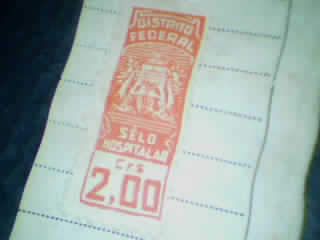 DISTRITO
FEDERAL
SELO
HOSPITALAR
Cr$
2,00